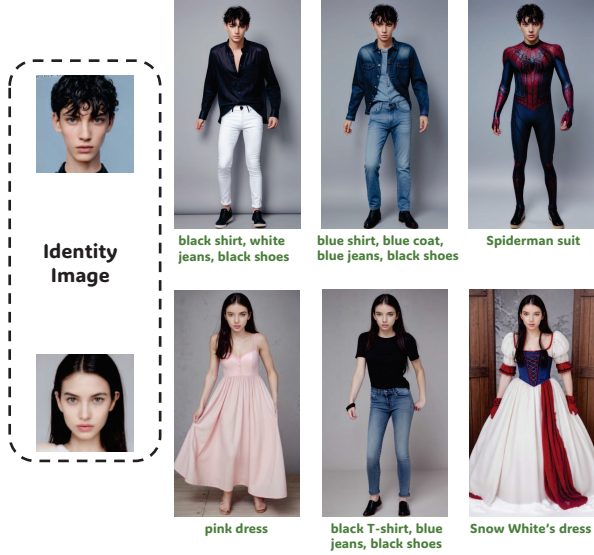 Identity
Image
black shirt, white
jeans, black shoes
blue shirt, blue coat,
blue jeans, black shoes
Spiderman suit
pink dress
black T-shirt, blue
jeans, black shoes
Snow White's dress